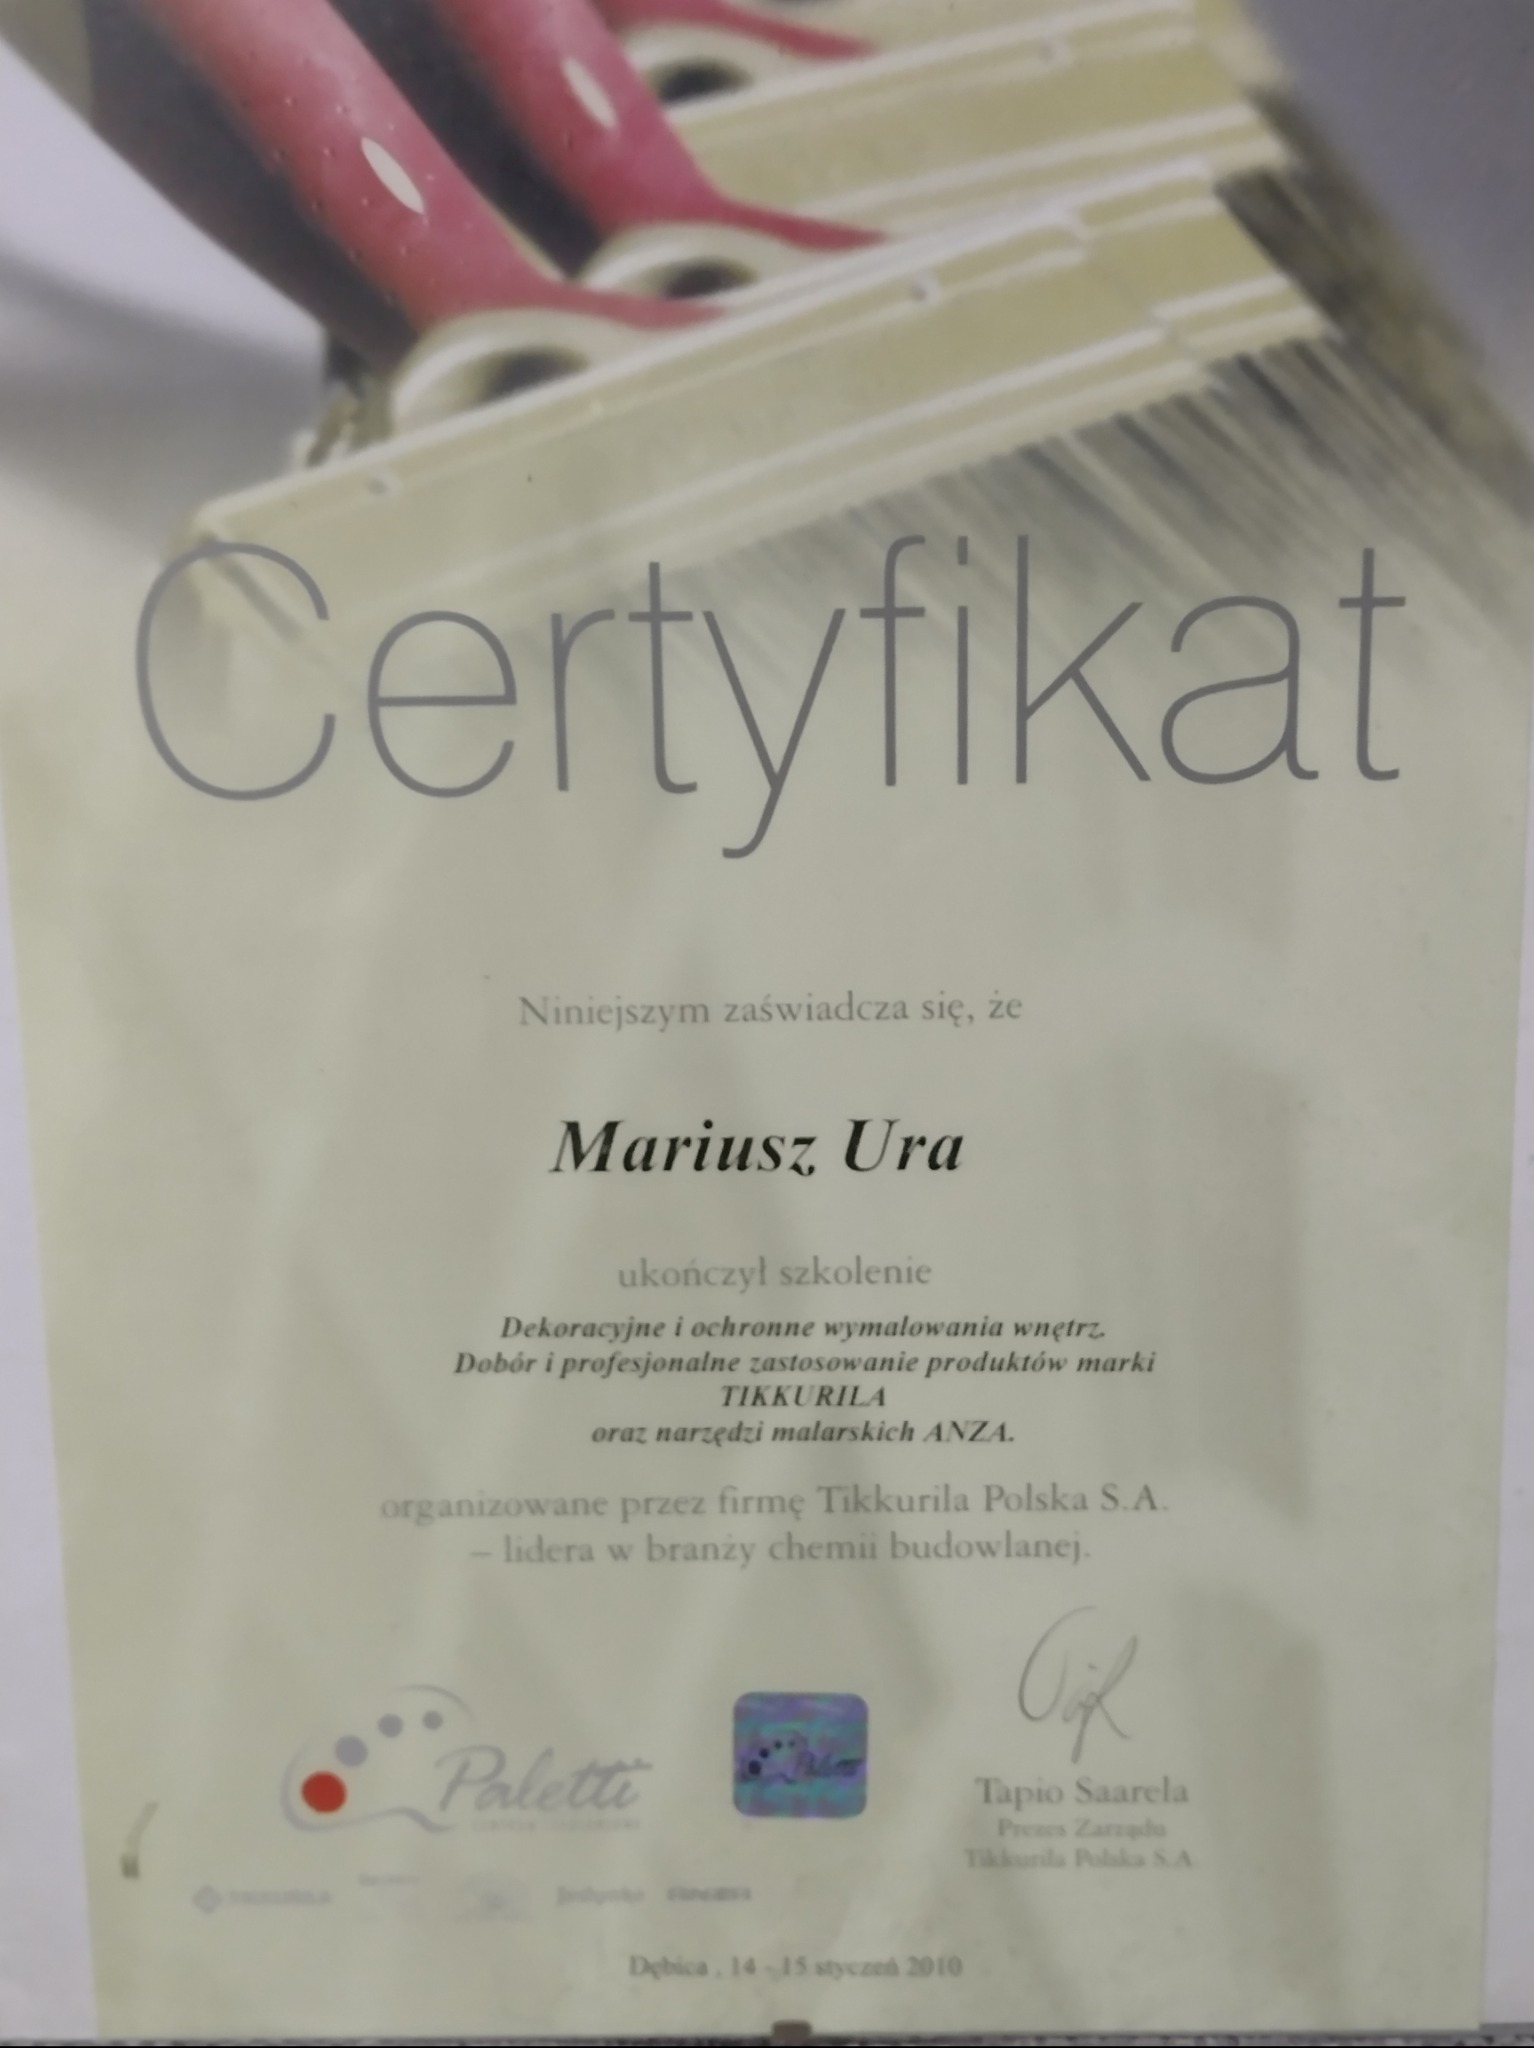 Certyfikat
Niniejszym zaświadcza się, że
Mariusz Ura
ukończył szkolenie
Dekoracyjne i ochronne wymalowania wnętrz.
Dobór i profesjonalne zastosowanie produktów marki
TIKKURILA
oraz narzędzi malarskich ANZA.
organizowane przez firmę Tikkurila Polska S.A.
– lidera w branży chemii budowlanej.
Paletti
Paletti
Tapio Saarela
Prezes Zarządu
Tikkurila Polska S.A.
TIKKURILA
Dębica , 14 - 15 styczeń 2010